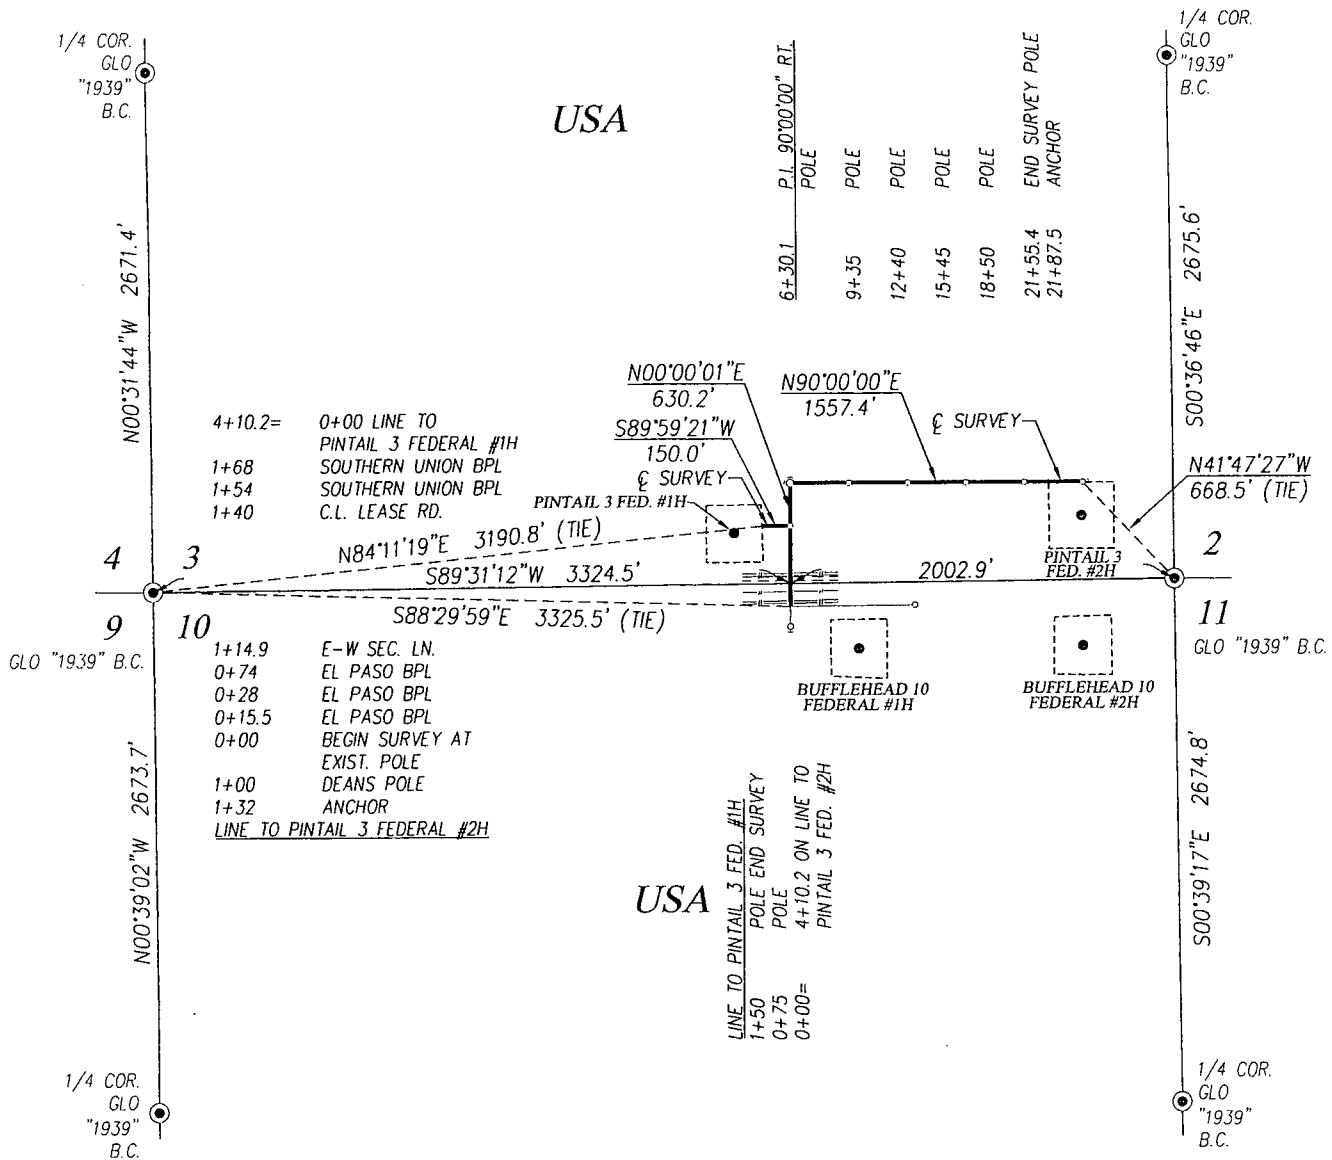 1/4 COR.
GLO
"1939"
B.C.
1/4 COR.
GLO
"1939"
B.C.
USA
6+30.1 P.I. 90°00'00" RT.
POLE
9+35 POLE
12+40 POLE
15+45 POLE
18+50 POLE
21+55.4 END SURVEY POLE
21+87.5 ANCHOR
N00°31'44"W 2671.4'
S00°36'46"E 2675.6'
N00°00'01"E
630.2'
N90°00'00"E
1557.4'
S89°59'21"W
150.0'
℄ SURVEY
℄ SURVEY
N41°47'27"W
668.5' (TIE)
4+10.2= 0+00 LINE TO
PINTAIL 3 FEDERAL #1H
1+68 SOUTHERN UNION BPL
1+54 SOUTHERN UNION BPL
1+40 C.L. LEASE RD.
PINTAIL 3 FED. #1H
N84°11'19"E 3190.8' (TIE)
4 3
S89°31'12"W 3324.5'
2002.9'
PINTAIL 3
FED. #2H
2
S88°29'59"E 3325.5' (TIE)
9 10
11
GLO "1939" B.C.
GLO "1939" B.C.
1+14.9 E-W SEC. LN.
0+74 EL PASO BPL
0+28 EL PASO BPL
0+15.5 EL PASO BPL
0+00 BEGIN SURVEY AT
EXIST. POLE
1+00 DEANS POLE
1+32 ANCHOR
LINE TO PINTAIL 3 FEDERAL #2H
BUFFLEHEAD 10
FEDERAL #1H
BUFFLEHEAD 10
FEDERAL #2H
N00°39'02"W 2673.7'
S00°39'17"E 2674.8'
USA
LINE TO PINTAIL 3 FED. #1H
1+50 POLE END SURVEY
0+75 POLE
0+00= 4+10.2 ON LINE TO
PINTAIL 3 FED. #2H
1/4 COR.
GLO
"1939"
B.C.
1/4 COR.
GLO
"1939"
B.C.